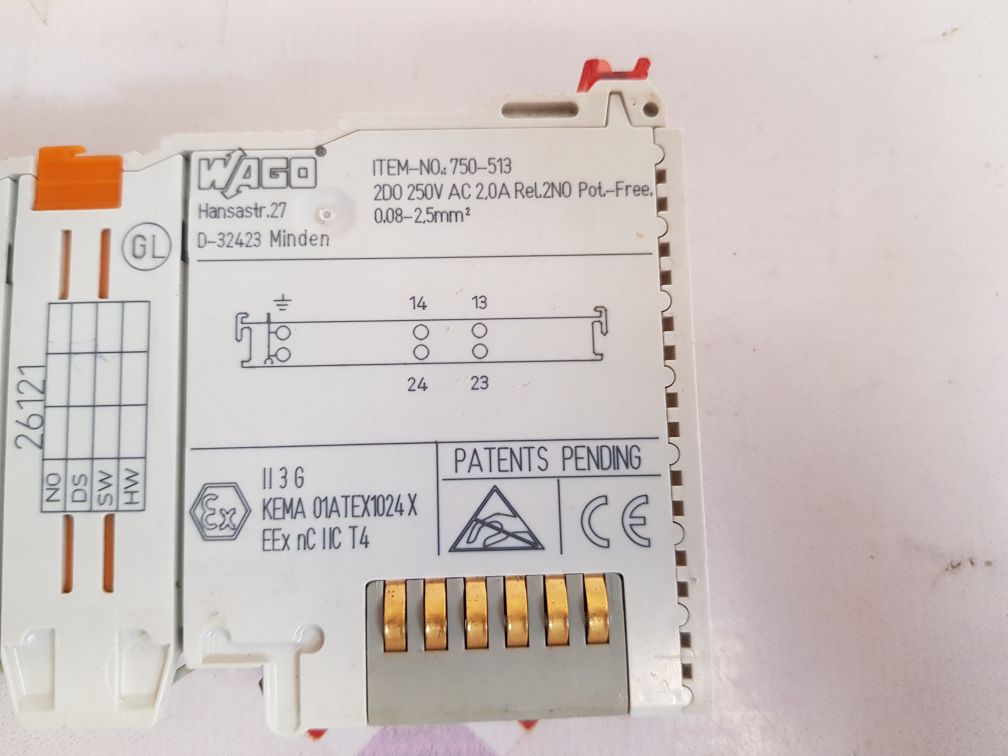 WAGO®
Hansastr.27
D-32423 Minden
ITEM-NO.: 750-513
2DO 250V AC 2,0A Rel.2NO Pot.-Free.
0.08-2,5mm²
GL
14 13
24 23
26121
NO
DS
SW
HW
Ex
II 3 G
KEMA 01ATEX1024 X
EEx nC IIC T4
PATENTS PENDING
CE